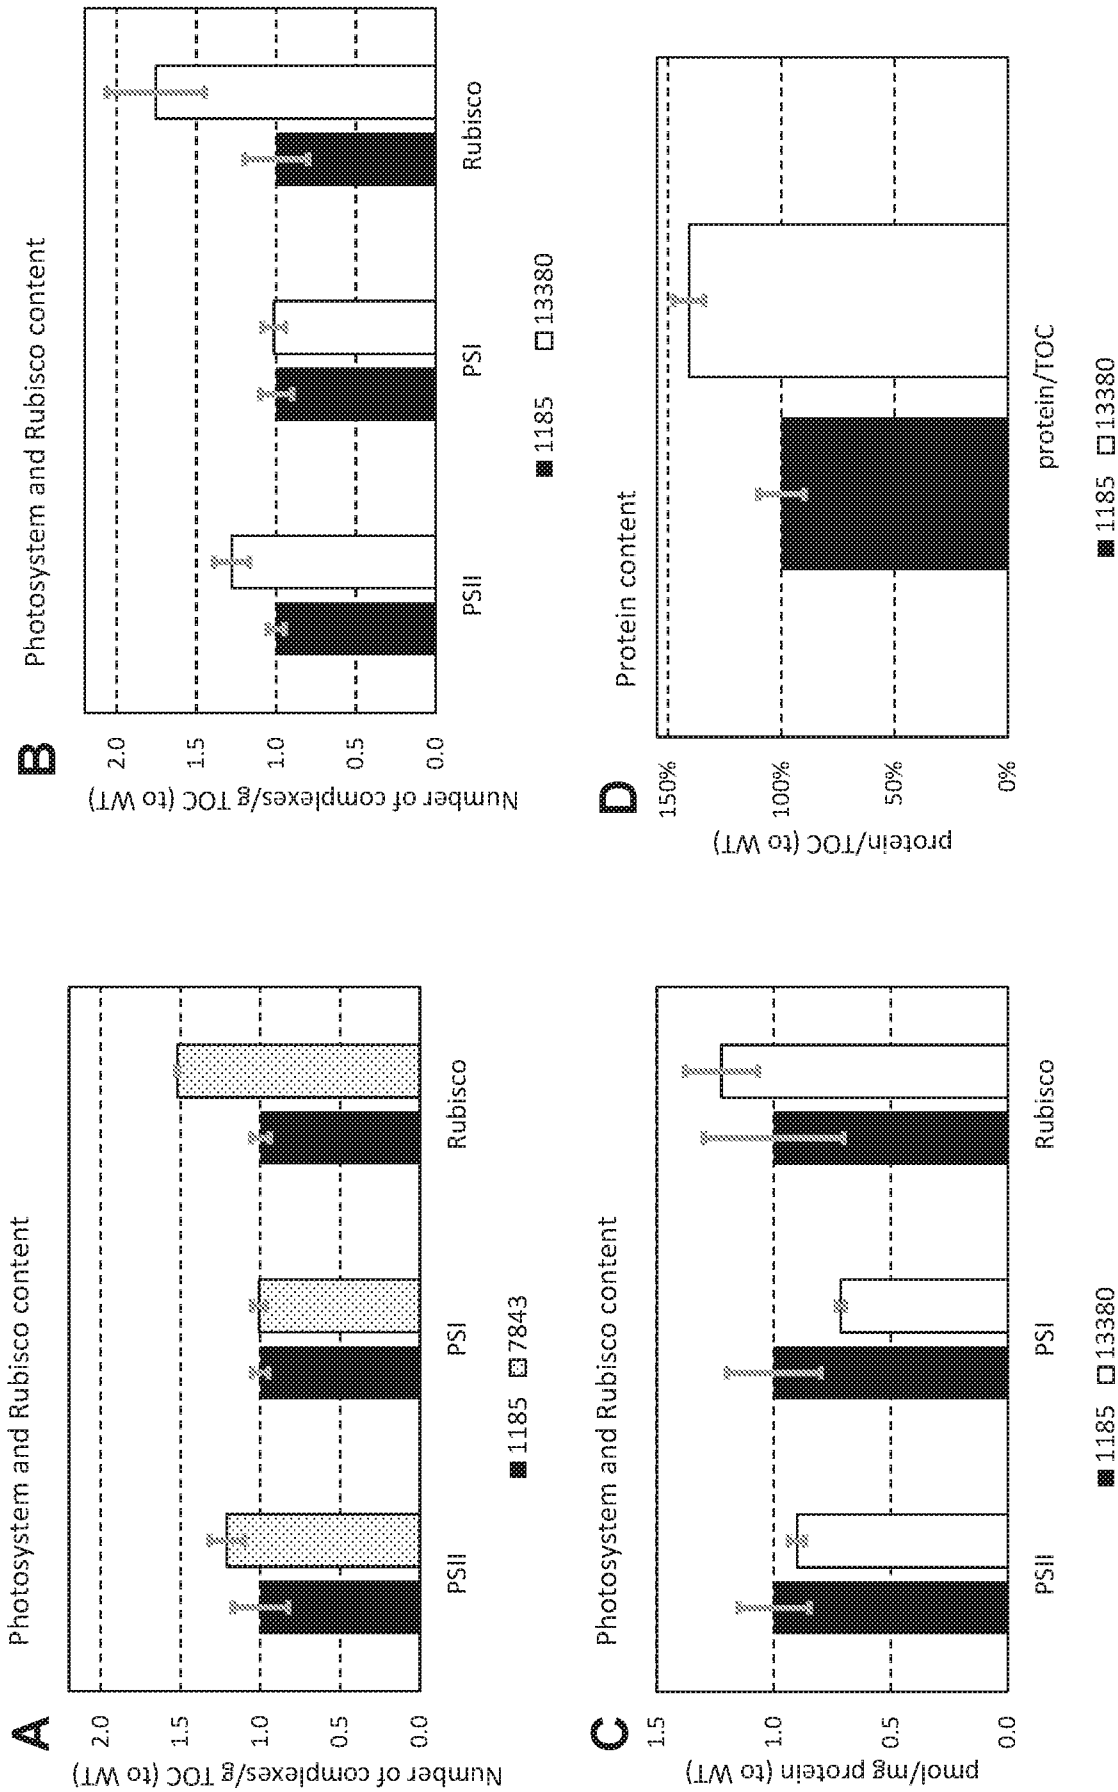 A
Photosystem and Rubisco content
Number of complexes/g TOC (to WT)
2.0
1.5
1.0
0.5
0.0
PSII
PSI
Rubisco
1185
7843
B
Photosystem and Rubisco content
Number of complexes/g TOC (to WT)
2.0
1.5
1.0
0.5
0.0
PSII
PSI
Rubisco
1185
13380
C
Photosystem and Rubisco content
pmol/mg protein (to WT)
1.5
1.0
0.5
0.0
PSII
PSI
Rubisco
1185
13380
D
Protein content
protein/TOC (to WT)
150%
100%
50%
0%
protein/TOC
1185
13380